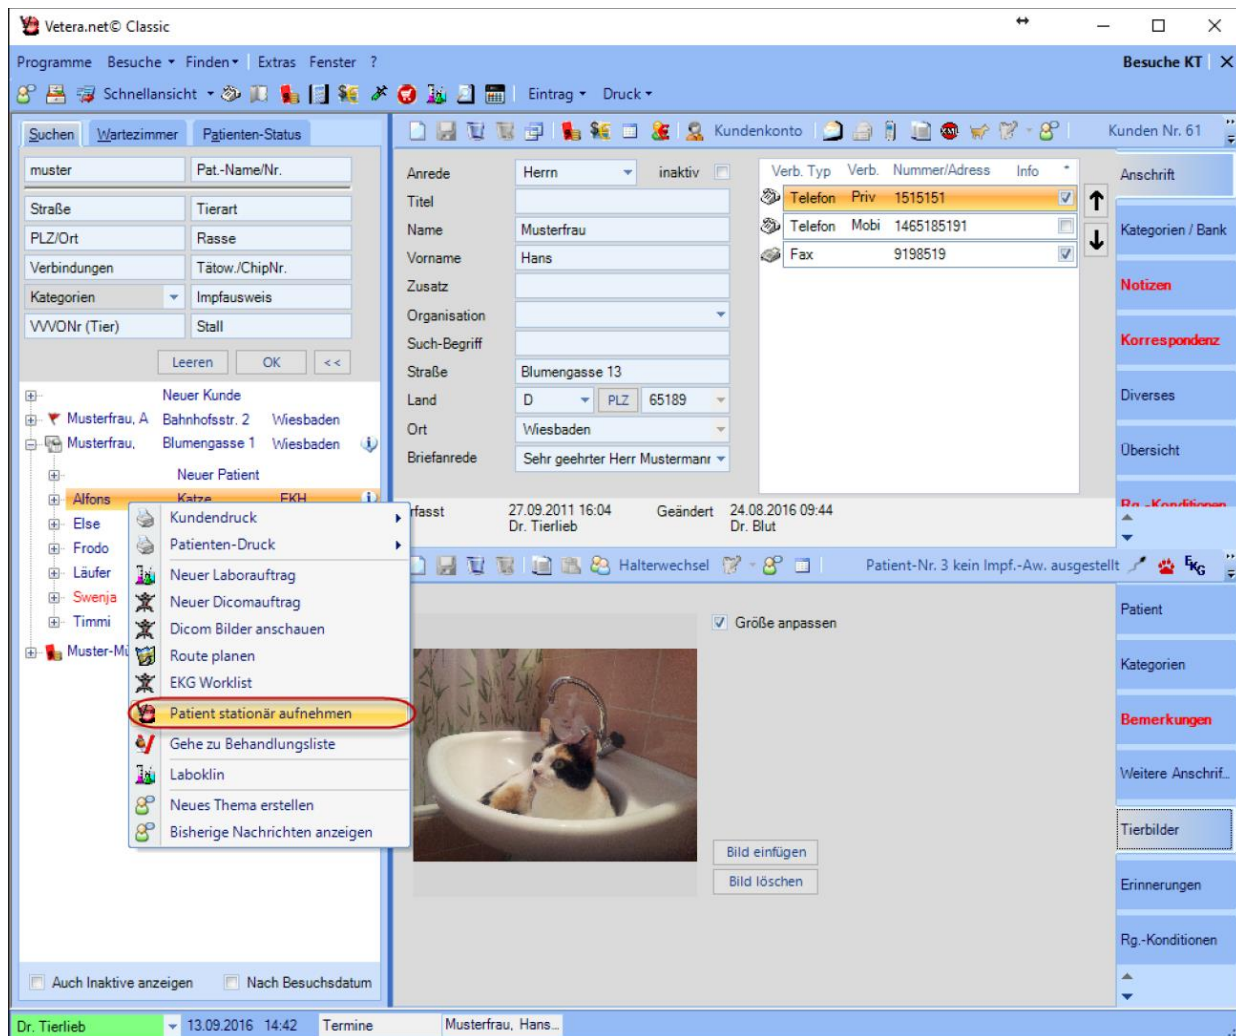 Vetera.net© Classic
Programme Besuche Finden Extras Fenster ? Besuche KT X
Schnellansicht Eintrag Druck
Suchen Wartezimmer Patienten-Status
muster Pat.-Name/Nr.
Straße Tierart
PLZ/Ort Rasse
Verbindungen Tätow./ChipNr.
Kategorien Impfausweis
VVVONr (Tier) Stall
Leeren OK <<
Neuer Kunde
Musterfrau, A Bahnhofsstr. 2 Wiesbaden
Musterfrau, Blumengasse 1 Wiesbaden
Neuer Patient
Alfons Katze EKH
Else
Frodo
Läufer
Swenja
Timmi
Muster-Mü
Kundendruck
Patienten-Druck
Neuer Laborauftrag
Neuer Dicomauftrag
Dicom Bilder anschauen
Route planen
EKG Worklist
Patient stationär aufnehmen
Gehe zu Behandlungsliste
Laboklin
Neues Thema erstellen
Bisherige Nachrichten anzeigen
Auch Inaktive anzeigen Nach Besuchsdatum
Kundenkonto Kunden Nr. 61
Anrede Herrn inaktiv
Titel
Name Musterfrau
Vorname Hans
Zusatz
Organisation
Such-Begriff
Straße Blumengasse 13
Land D PLZ 65189
Ort Wiesbaden
Briefanrede Sehr geehrter Herr Mustermanr
Verb. Typ Verb. Nummer/Adress Info *
Telefon Priv 1515151
Telefon Mobi 1465185191
Fax 9198519
rfasst 27.09.2011 16:04 Geändert 24.08.2016 09:44
Dr. Tierlieb Dr. Blut
Anschrift
Kategorien / Bank
Notizen
Korrespondenz
Diverses
Übersicht
Rg.-Konditionen
Halterwechsel Patient-Nr. 3 kein Impf.-Aw. ausgestellt EKG
Größe anpassen
Bild einfügen
Bild löschen
Patient
Kategorien
Bemerkungen
Weitere Anschrif...
Tierbilder
Erinnerungen
Rg.-Konditionen
Dr. Tierlieb 13.09.2016 14:42 Termine Musterfrau, Hans...